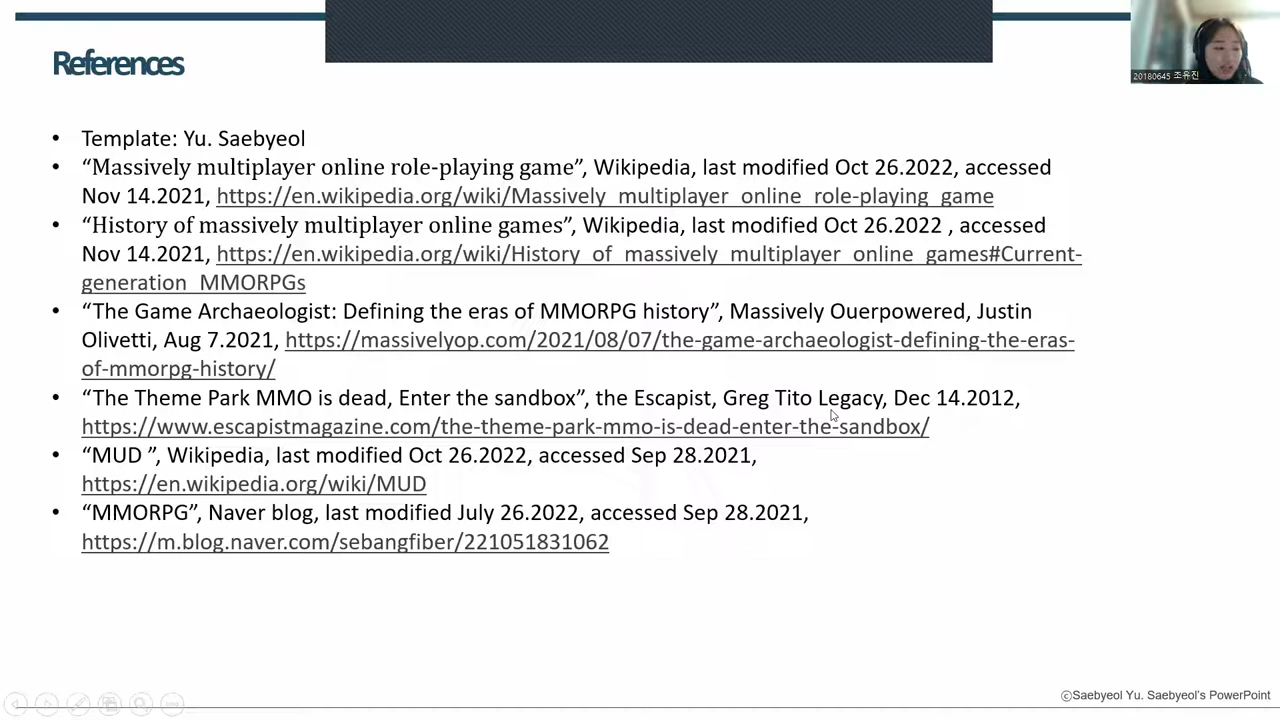 References
20180645 조유진
• Template: Yu. Saebyeol
• “Massively multiplayer online role-playing game”, Wikipedia, last modified Oct 26.2022, accessed
Nov 14.2021, https://en.wikipedia.org/wiki/Massively_multiplayer_online_role-playing_game
• “History of massively multiplayer online games”, Wikipedia, last modified Oct 26.2022 , accessed
Nov 14.2021, https://en.wikipedia.org/wiki/History_of_massively_multiplayer_online_games#Current-
generation_MMORPGs
• “The Game Archaeologist: Defining the eras of MMORPG history”, Massively Ouerpowered, Justin
Olivetti, Aug 7.2021, https://massivelyop.com/2021/08/07/the-game-archaeologist-defining-the-eras-
of-mmorpg-history/
• “The Theme Park MMO is dead, Enter the sandbox”, the Escapist, Greg Tito Legacy, Dec 14.2012,
https://www.escapistmagazine.com/the-theme-park-mmo-is-dead-enter-the-sandbox/
• “MUD ”, Wikipedia, last modified Oct 26.2022, accessed Sep 28.2021,
https://en.wikipedia.org/wiki/MUD
• “MMORPG”, Naver blog, last modified July 26.2022, accessed Sep 28.2021,
https://m.blog.naver.com/sebangfiber/221051831062
ⓒSaebyeol Yu. Saebyeol’s PowerPoint